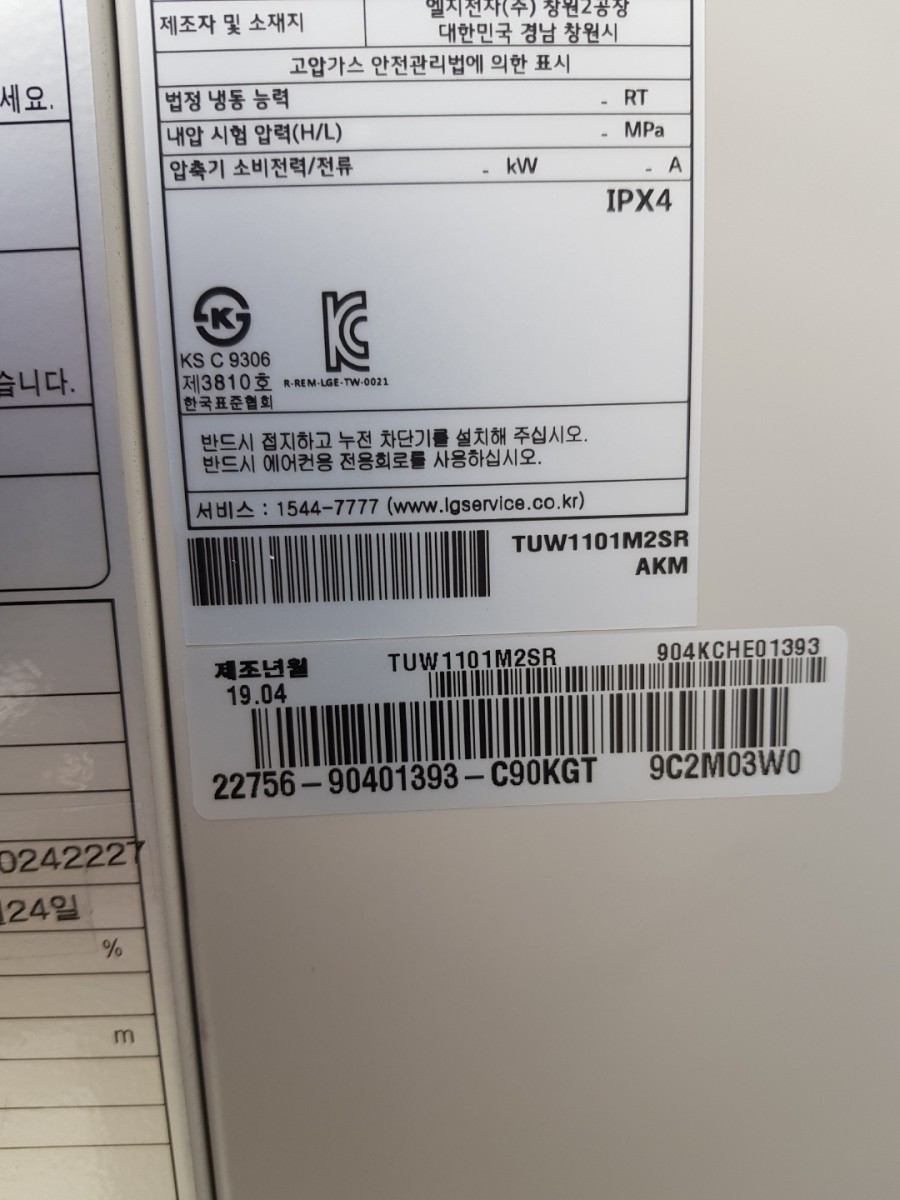 세요.
습니다.
0242227
24일
%
m
제조자 및 소재지
엘지전자(주) 창원2공장
대한민국 경남 창원시
고압가스 안전관리법에 의한 표시
법정 냉동 능력 - RT
내압 시험 압력(H/L) - MPa
압축기 소비전력/전류 - kW - A
IPX4
KS C 9306
제3810호
한국표준협회
R-REM-LGE-TW-0021
반드시 접지하고 누전 차단기를 설치해 주십시오.
반드시 에어컨용 전용회로를 사용하십시오.
서비스 : 1544-7777 (www.lgservice.co.kr)
TUW1101M2SR
AKM
제조년월 TUW1101M2SR 904KCHE01393
19.04
22756-90401393-C90KGT 9C2M03W0